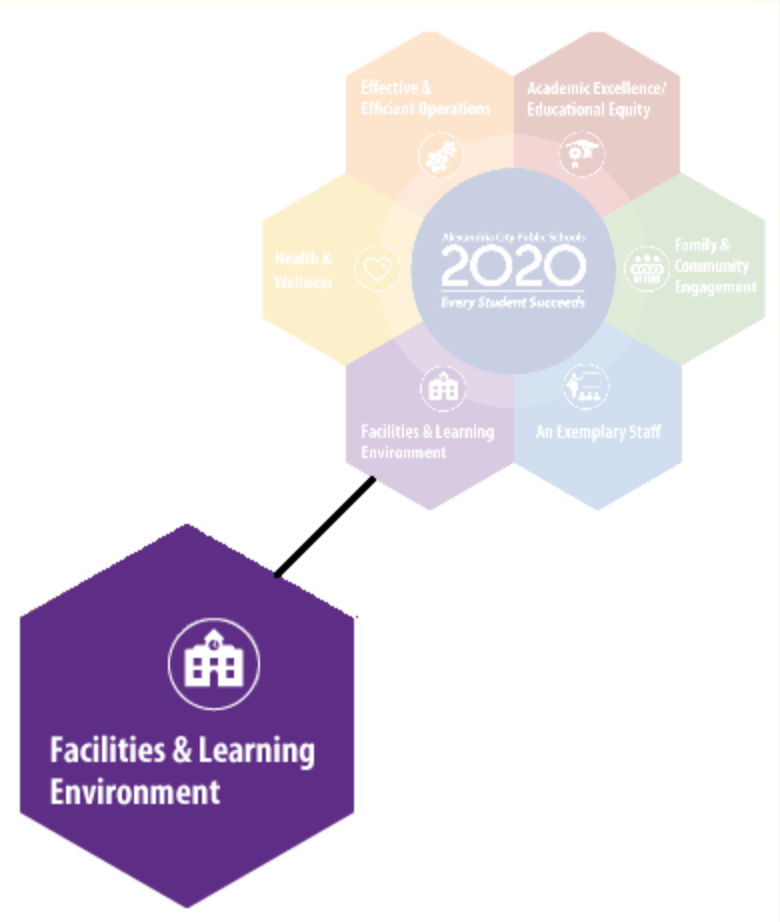 Effective &
Efficient Operations
Academic Excellence/
Educational Equity
Health &
Wellness
Alexandria City Public Schools
2020
Every Student Succeeds
Family &
Community
Engagement
Facilities & Learning
Environment
An Exemplary Staff
Facilities & Learning
Environment